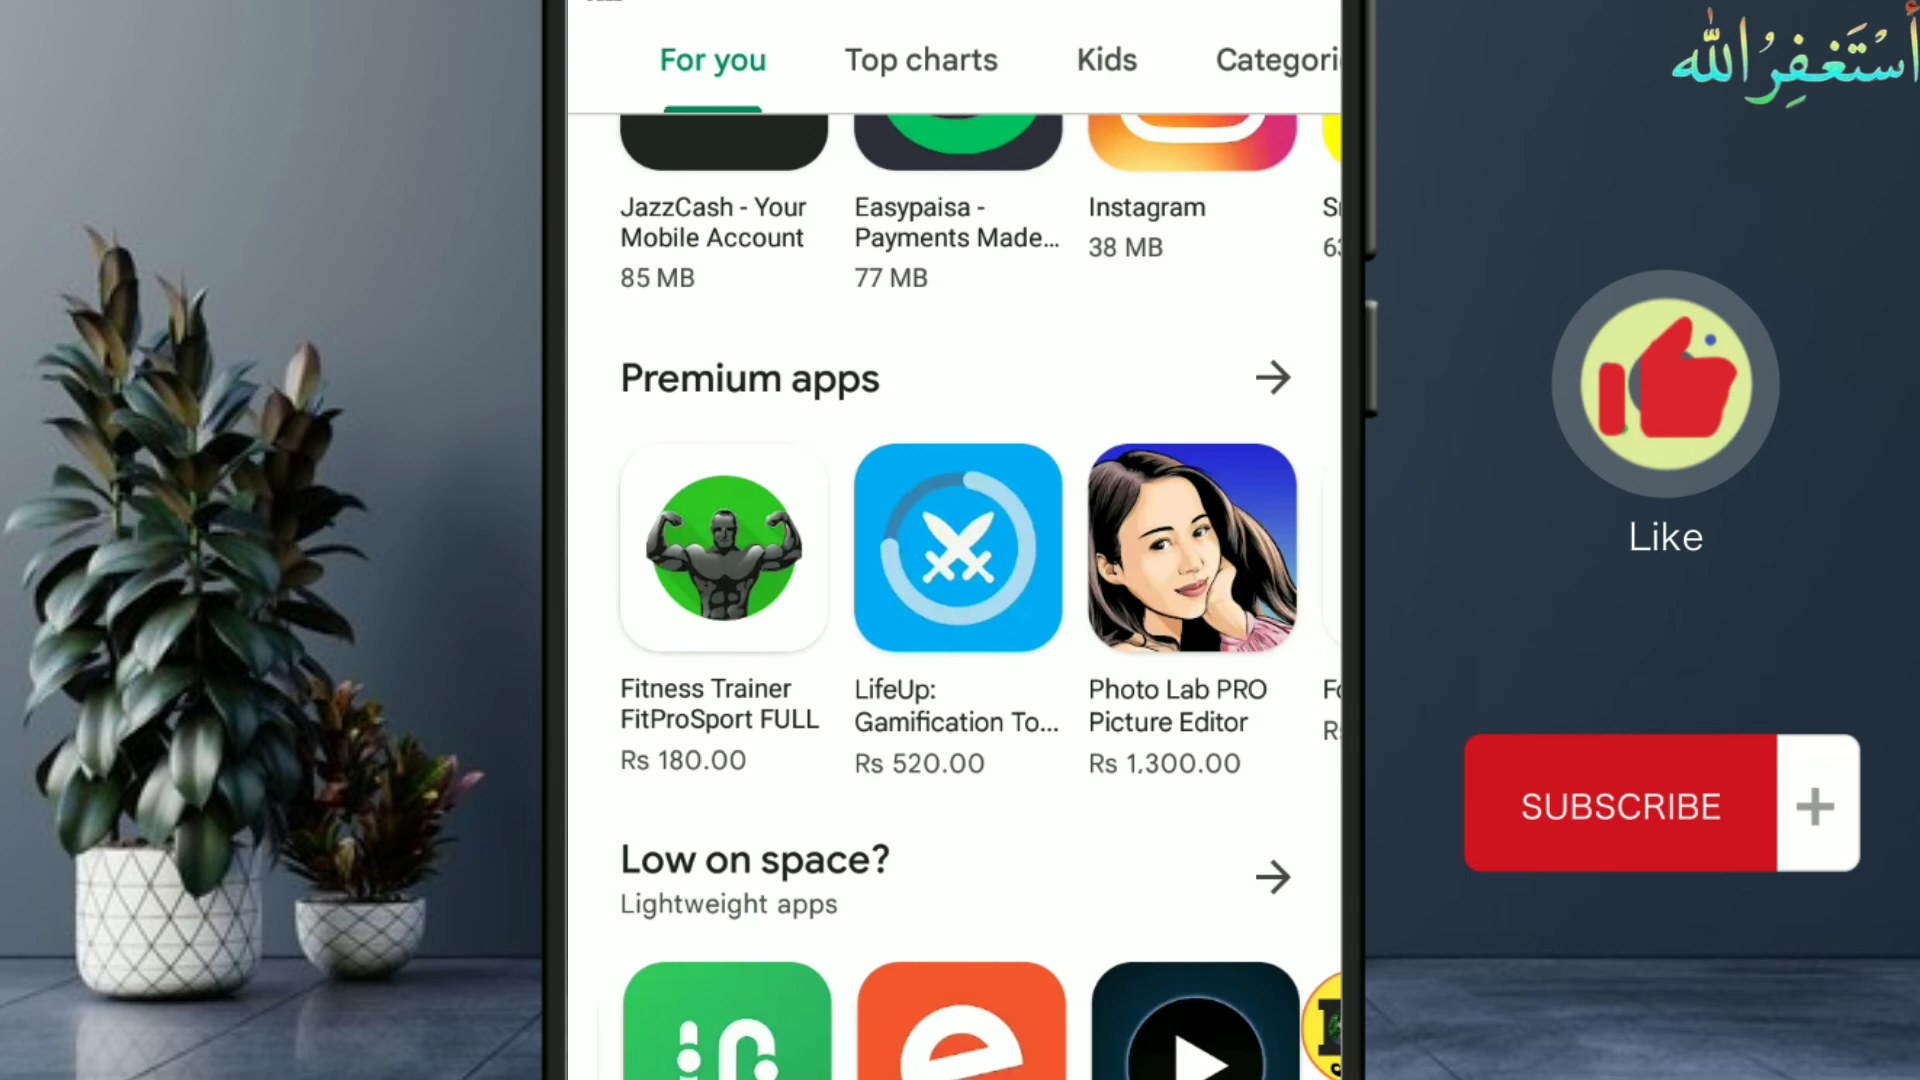 أَسْتَغْفِرُ اللّٰه
For you
Top charts
Kids
Categori
JazzCash - Your
Mobile Account
85 MB
Easypaisa -
Payments Made...
77 MB
Instagram
38 MB
Premium apps
Fitness Trainer
FitProSport FULL
Rs 180.00
LifeUp:
Gamification To...
Rs 520.00
Photo Lab PRO
Picture Editor
Rs 1,300.00
Low on space?
Lightweight apps
Like
SUBSCRIBE